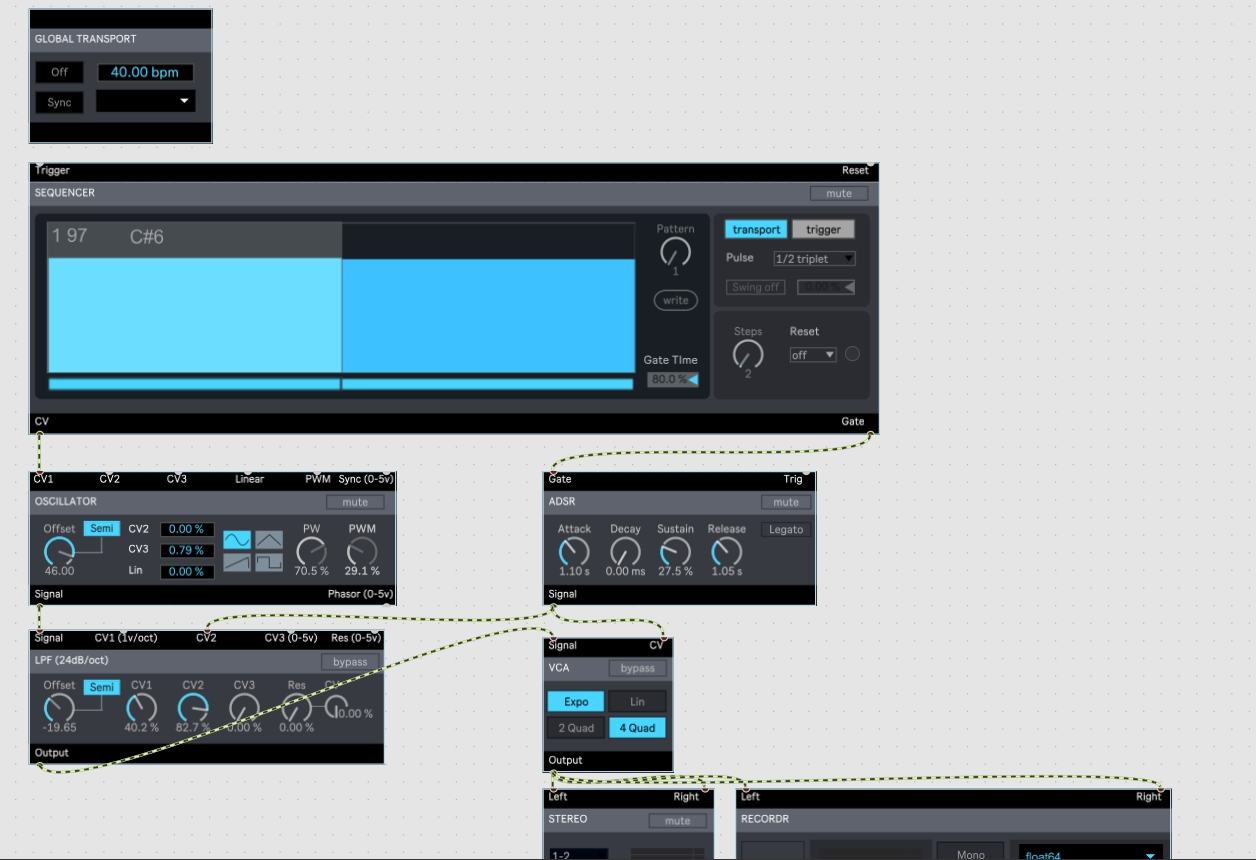 GLOBAL TRANSPORT
Off 40.00 bpm
Sync
Trigger Reset
SEQUENCER mute
1 97 C#6
Pattern
1
write
Gate TIme
80.0 %
transport trigger
Pulse 1/2 triplet
Swing off 0.00 %
Steps Reset
off
2
CV Gate
CV1 CV2 CV3 Linear PWM Sync (0-5v)
OSCILLATOR mute
Offset Semi CV2 0.00 % PW PWM
CV3 0.79 %
46.00 Lin 0.00 % 70.5 % 29.1 %
Signal Phasor (0-5v)
Gate Trig
ADSR mute
Attack Decay Sustain Release Legato
1.10 s 0.00 ms 27.5 % 1.05 s
Signal
Signal CV1 (1v/oct) CV2 CV3 (0-5v) Res (0-5v)
LPF (24dB/oct) bypass
Offset Semi CV1 CV2 CV3 Res
-19.65 40.2 % 82.7 % 0.00 % 0.00 % 0.00 %
Output
Signal CV
VCA bypass
Expo Lin
2 Quad 4 Quad
Output
Left Right
STEREO mute
1-2
Left Right
RECORDR
Mono float64